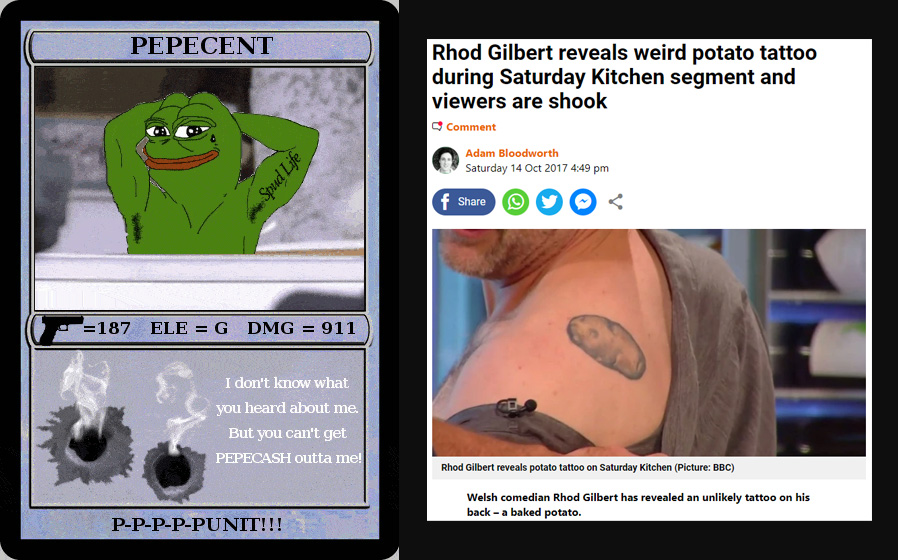 PEPECENT
Spud Life
=187 ELE = G DMG = 911
I don't know what
you heard about me.
But you can't get
PEPECASH outta me!
P-P-P-P-PUNIT!!!
Rhod Gilbert reveals weird potato tattoo
during Saturday Kitchen segment and
viewers are shook
Comment
Adam Bloodworth
Saturday 14 Oct 2017 4:49 pm
f Share
Rhod Gilbert reveals potato tattoo on Saturday Kitchen (Picture: BBC)
Welsh comedian Rhod Gilbert has revealed an unlikely tattoo on his
back – a baked potato.